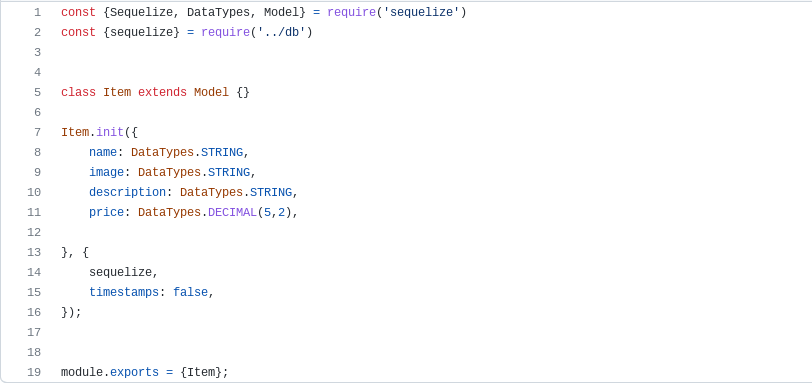 1 const {Sequelize, DataTypes, Model} = require('sequelize')
2 const {sequelize} = require('../db')
3
4
5 class Item extends Model {}
6
7 Item.init({
8     name: DataTypes.STRING,
9     image: DataTypes.STRING,
10     description: DataTypes.STRING,
11     price: DataTypes.DECIMAL(5,2),
12
13 }, {
14     sequelize,
15     timestamps: false,
16 });
17
18
19 module.exports = {Item};